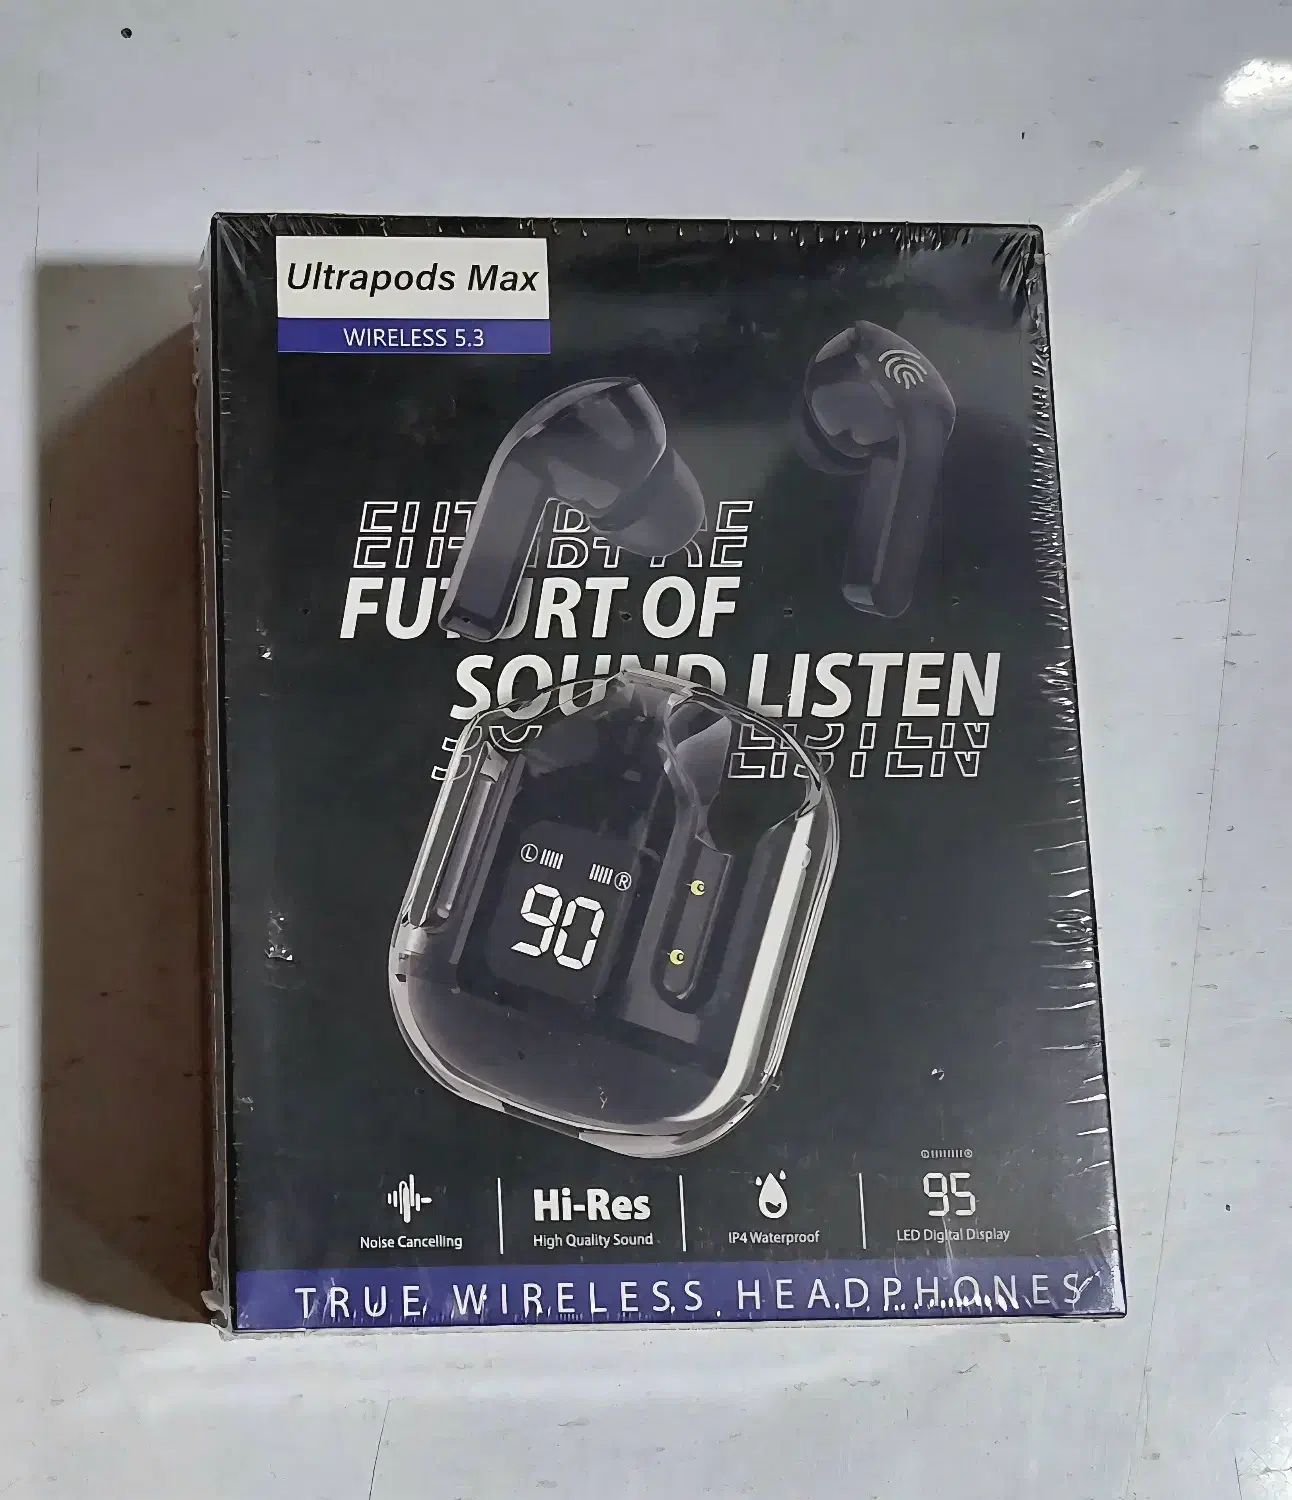 Ultrapods Max
WIRELESS 5.3
FUTURT OF
SOUND LISTEN
LISTEN
L R
90
Noise Cancelling
Hi-Res
High Quality Sound
IP4 Waterproof
95
LED Digital Display
TRUE WIRELESS HEADPHONES